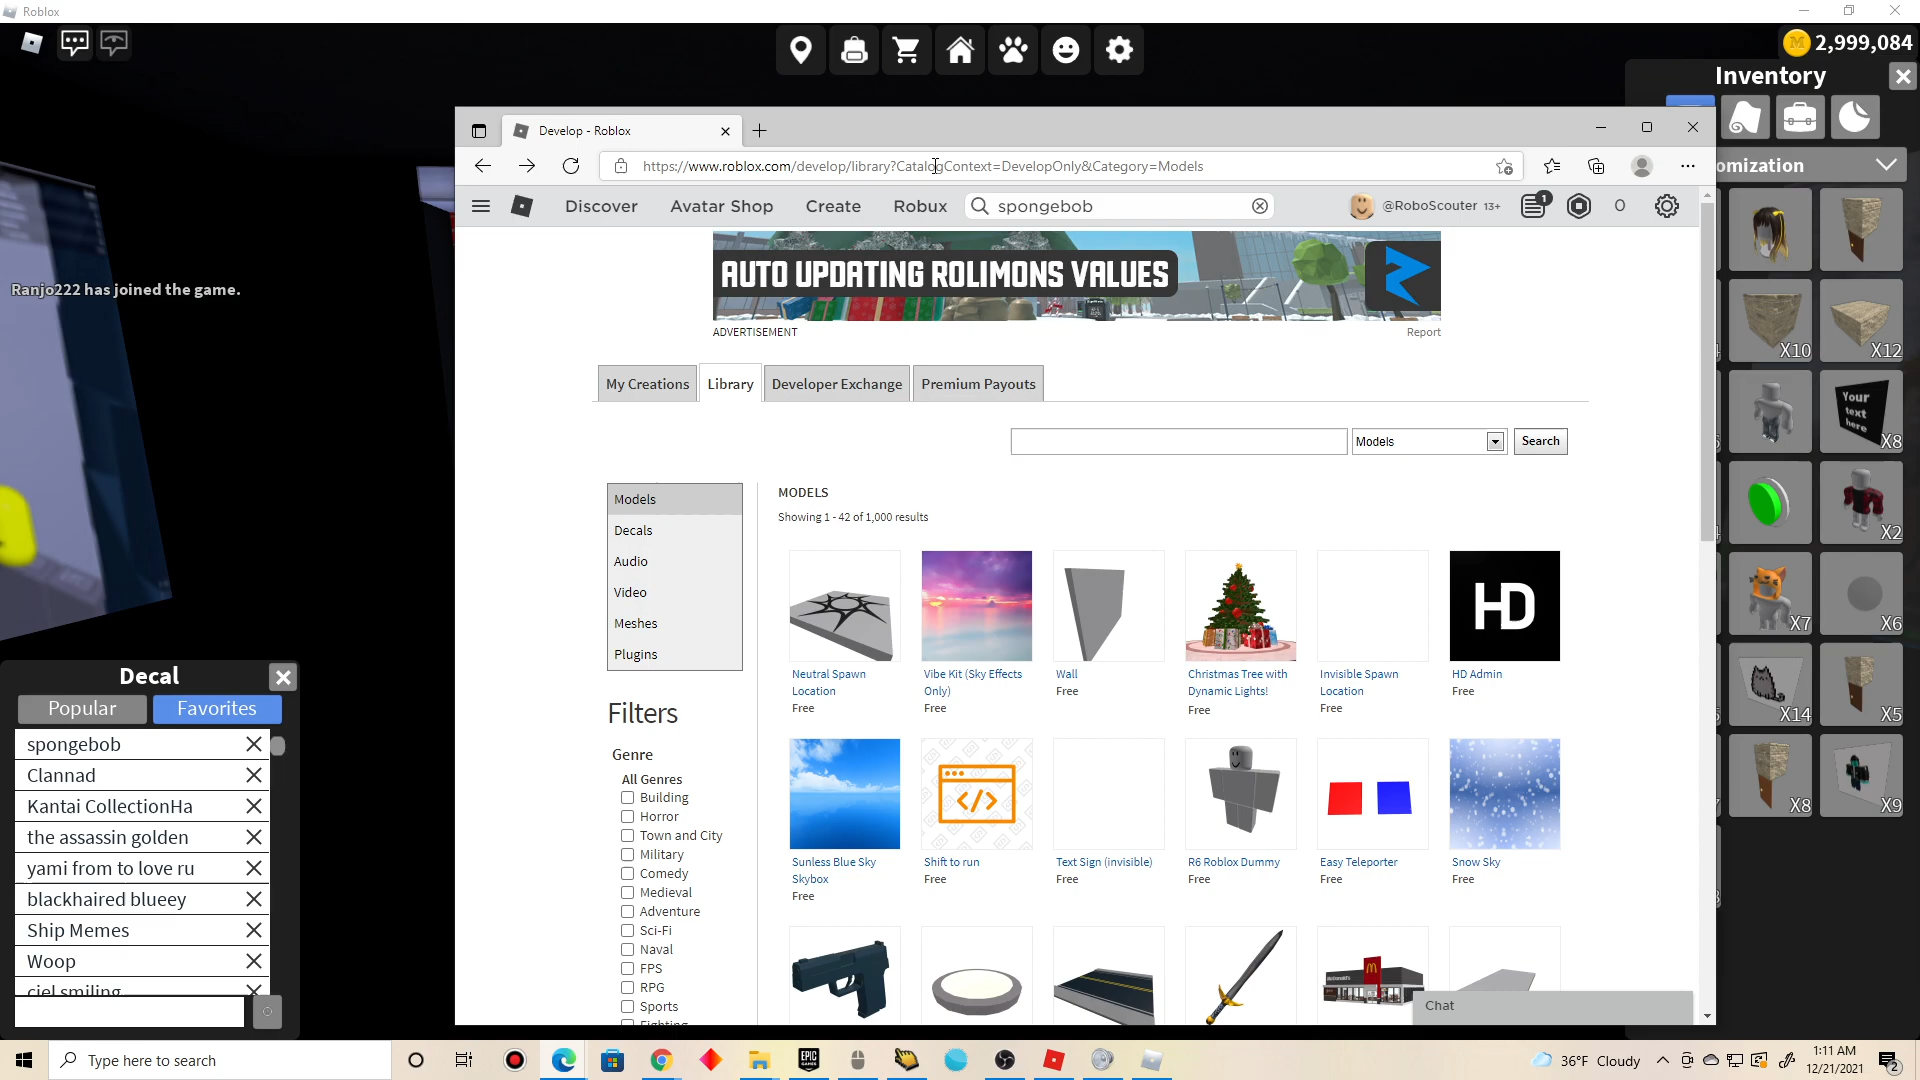 Roblox
M 2,999,084
Inventory
omization
Develop - Roblox
https://www.roblox.com/develop/library?CatalogContext=DevelopOnly&Category=Models
Discover Avatar Shop Create Robux spongebob @RoboScouter 13+ 1 0
AUTO UPDATING ROLIMONS VALUES
ADVERTISEMENT Report
My Creations Library Developer Exchange Premium Payouts
Models Search
Ranjo222 has joined the game.
Models
Decals
Audio
Video
Meshes
Plugins
MODELS
Showing 1 - 42 of 1,000 results
HD
Neutral Spawn Location Free
Vibe Kit (Sky Effects Only) Free
Wall Free
Christmas Tree with Dynamic Lights! Free
Invisible Spawn Location Free
HD Admin Free
Sunless Blue Sky Skybox Free
Shift to run Free
Text Sign (invisible) Free
R6 Roblox Dummy Free
Easy Teleporter Free
Snow Sky Free
Filters
Genre
All Genres
Building
Horror
Town and City
Military
Comedy
Medieval
Adventure
Sci-Fi
Naval
FPS
RPG
Sports
Fighting
Chat
X10 X12
Your text here
X8
X2
X7 X6
X14 X5
X8 X9
Decal
Popular Favorites
spongebob
Clannad
Kantai CollectionHa
the assassin golden
yami from to love ru
blackhaired blueey
Ship Memes
Woop
ciel smiling
Type here to search
EPIC GAMES
36°F Cloudy
1:11 AM
12/21/2021
2